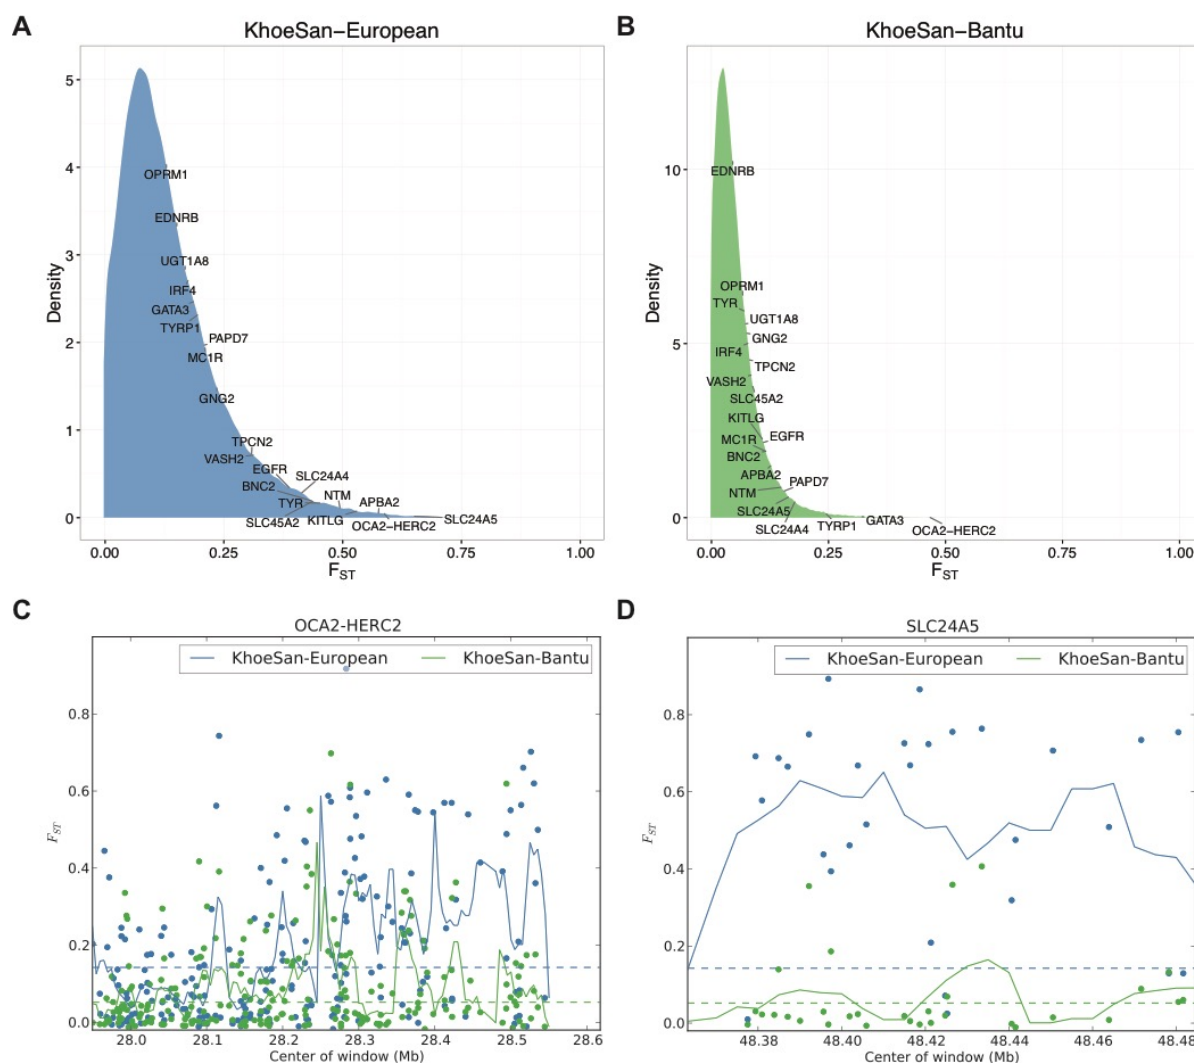 A
KhoeSan−European
Density
5
4
3
2
1
0
OPRM1
EDNRB
UGT1A8
IRF4
GATA3
TYRP1
PAPD7
MC1R
GNG2
TPCN2
VASH2
EGFR
SLC24A4
BNC2
TYR
NTM
APBA2
SLC45A2
KITLG
OCA2−HERC2
SLC24A5
0.00
0.25
0.50
0.75
1.00
FST
B
KhoeSan−Bantu
Density
10
5
0
EDNRB
OPRM1
TYR
UGT1A8
GNG2
IRF4
TPCN2
VASH2
SLC45A2
KITLG
EGFR
MC1R
BNC2
APBA2
NTM
PAPD7
SLC24A5
SLC24A4
TYRP1
GATA3
OCA2−HERC2
0.00
0.25
0.50
0.75
1.00
FST
C
OCA2-HERC2
KhoeSan-European
KhoeSan-Bantu
FST
0.8
0.6
0.4
0.2
0.0
28.0
28.1
28.2
28.3
28.4
28.5
28.6
Center of window (Mb)
D
SLC24A5
KhoeSan-European
KhoeSan-Bantu
FST
0.8
0.6
0.4
0.2
0.0
48.38
48.40
48.42
48.44
48.46
48.48
Center of window (Mb)